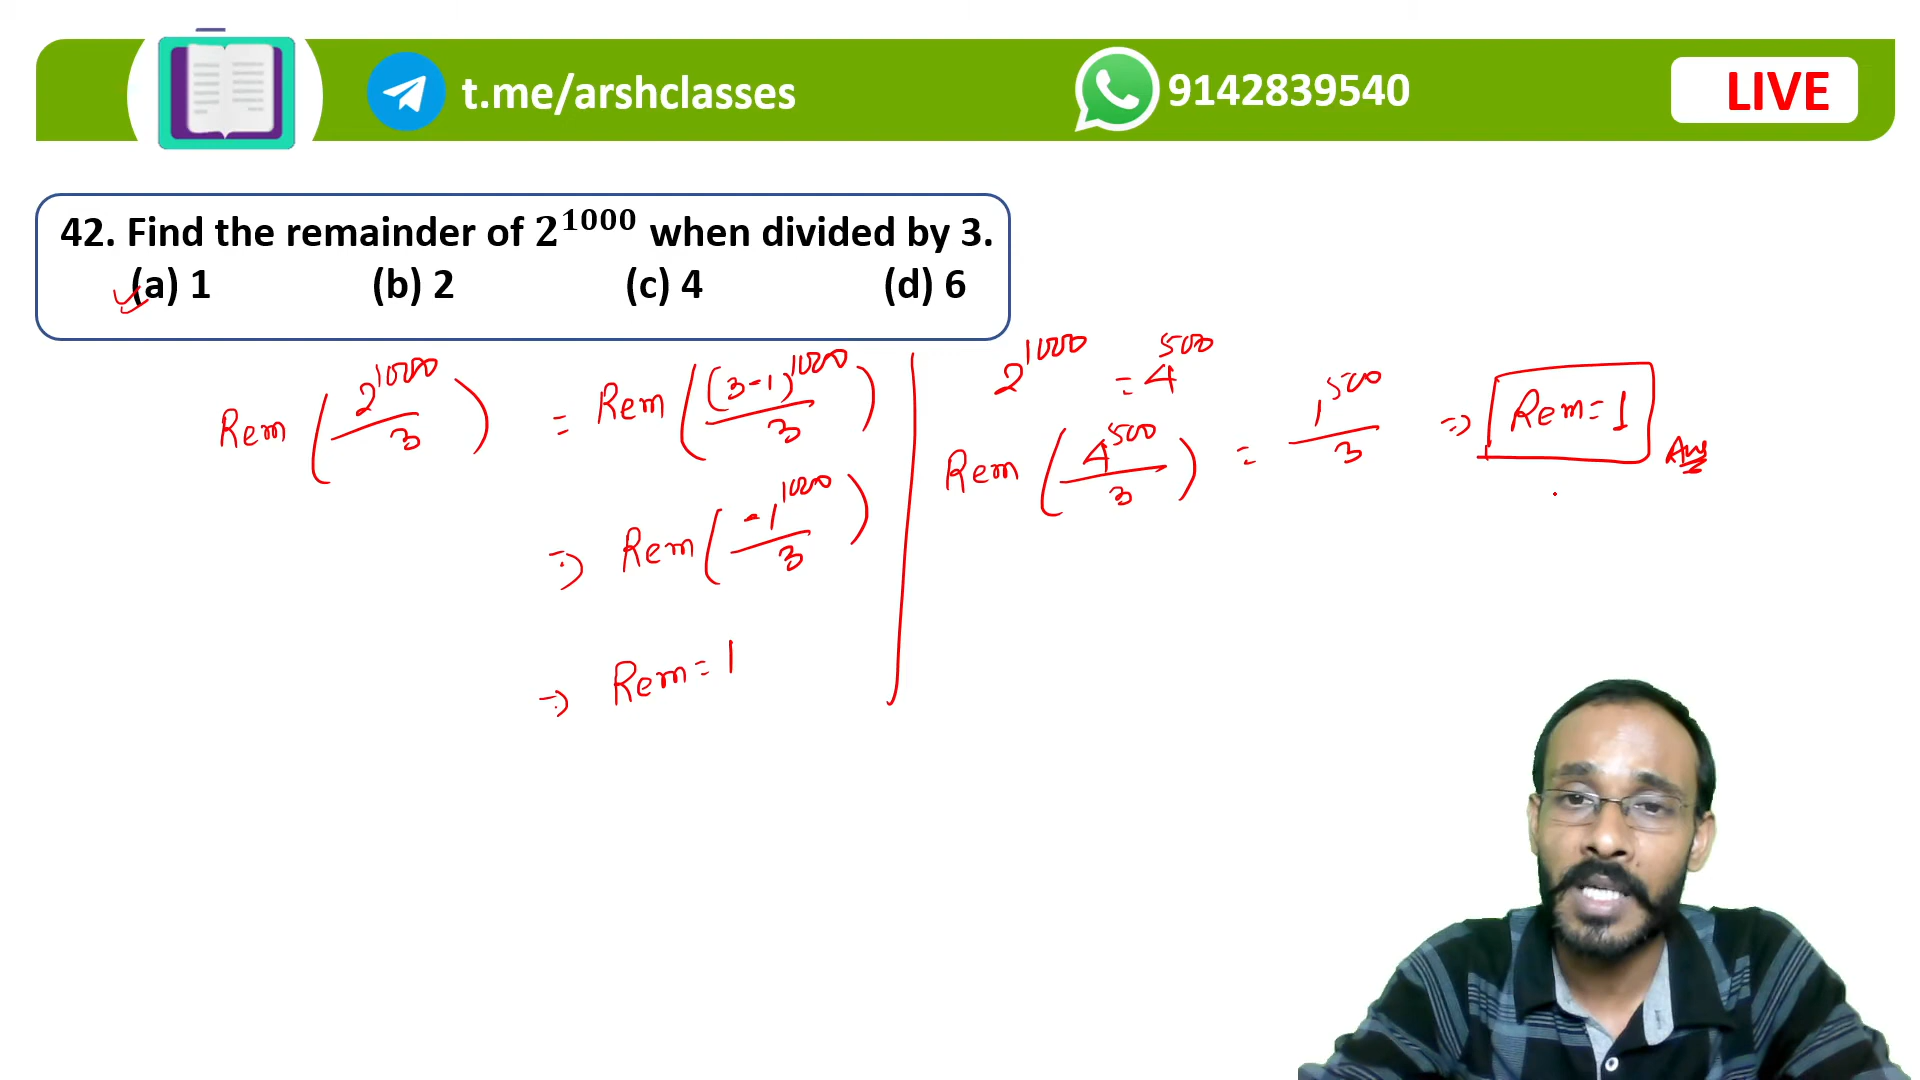 t.me/arshclasses 9142839540 LIVE
42. Find the remainder of 2^1000 when divided by 3.
(a) 1 (b) 2 (c) 4 (d) 6
Rem (2^1000 / 3) = Rem ((3-1)^1000 / 3)
⇒ Rem (-1^1000 / 3)
⇒ Rem = 1
2^1000 = 4^500
Rem (4^500 / 3) = 1^500 / 3 ⇒ Rem = 1 Ans